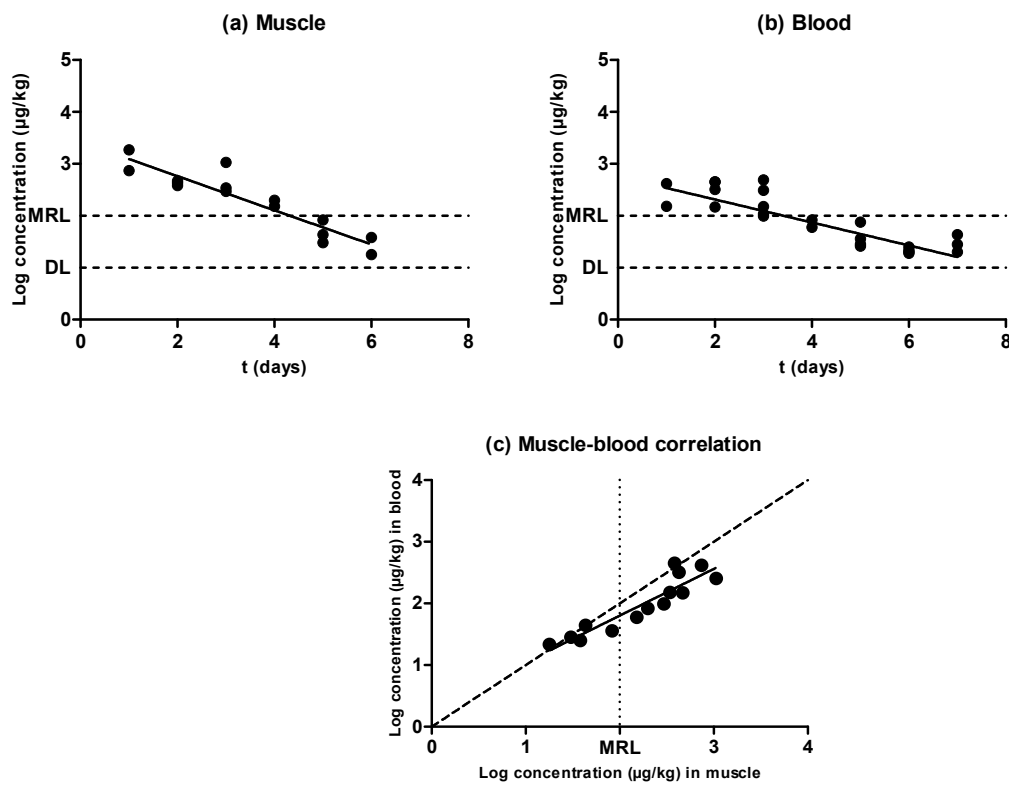 (a) Muscle
Log concentration (µg/kg)
5
4
3
MRL
DL
0
0 2 4 6 8
t (days)
(b) Blood
Log concentration (µg/kg)
5
4
3
MRL
DL
0
0 2 4 6 8
t (days)
(c) Muscle-blood correlation
Log concentration (µg/kg) in blood
4
3
2
1
0
0 1 MRL 3 4
Log concentration (µg/kg) in muscle